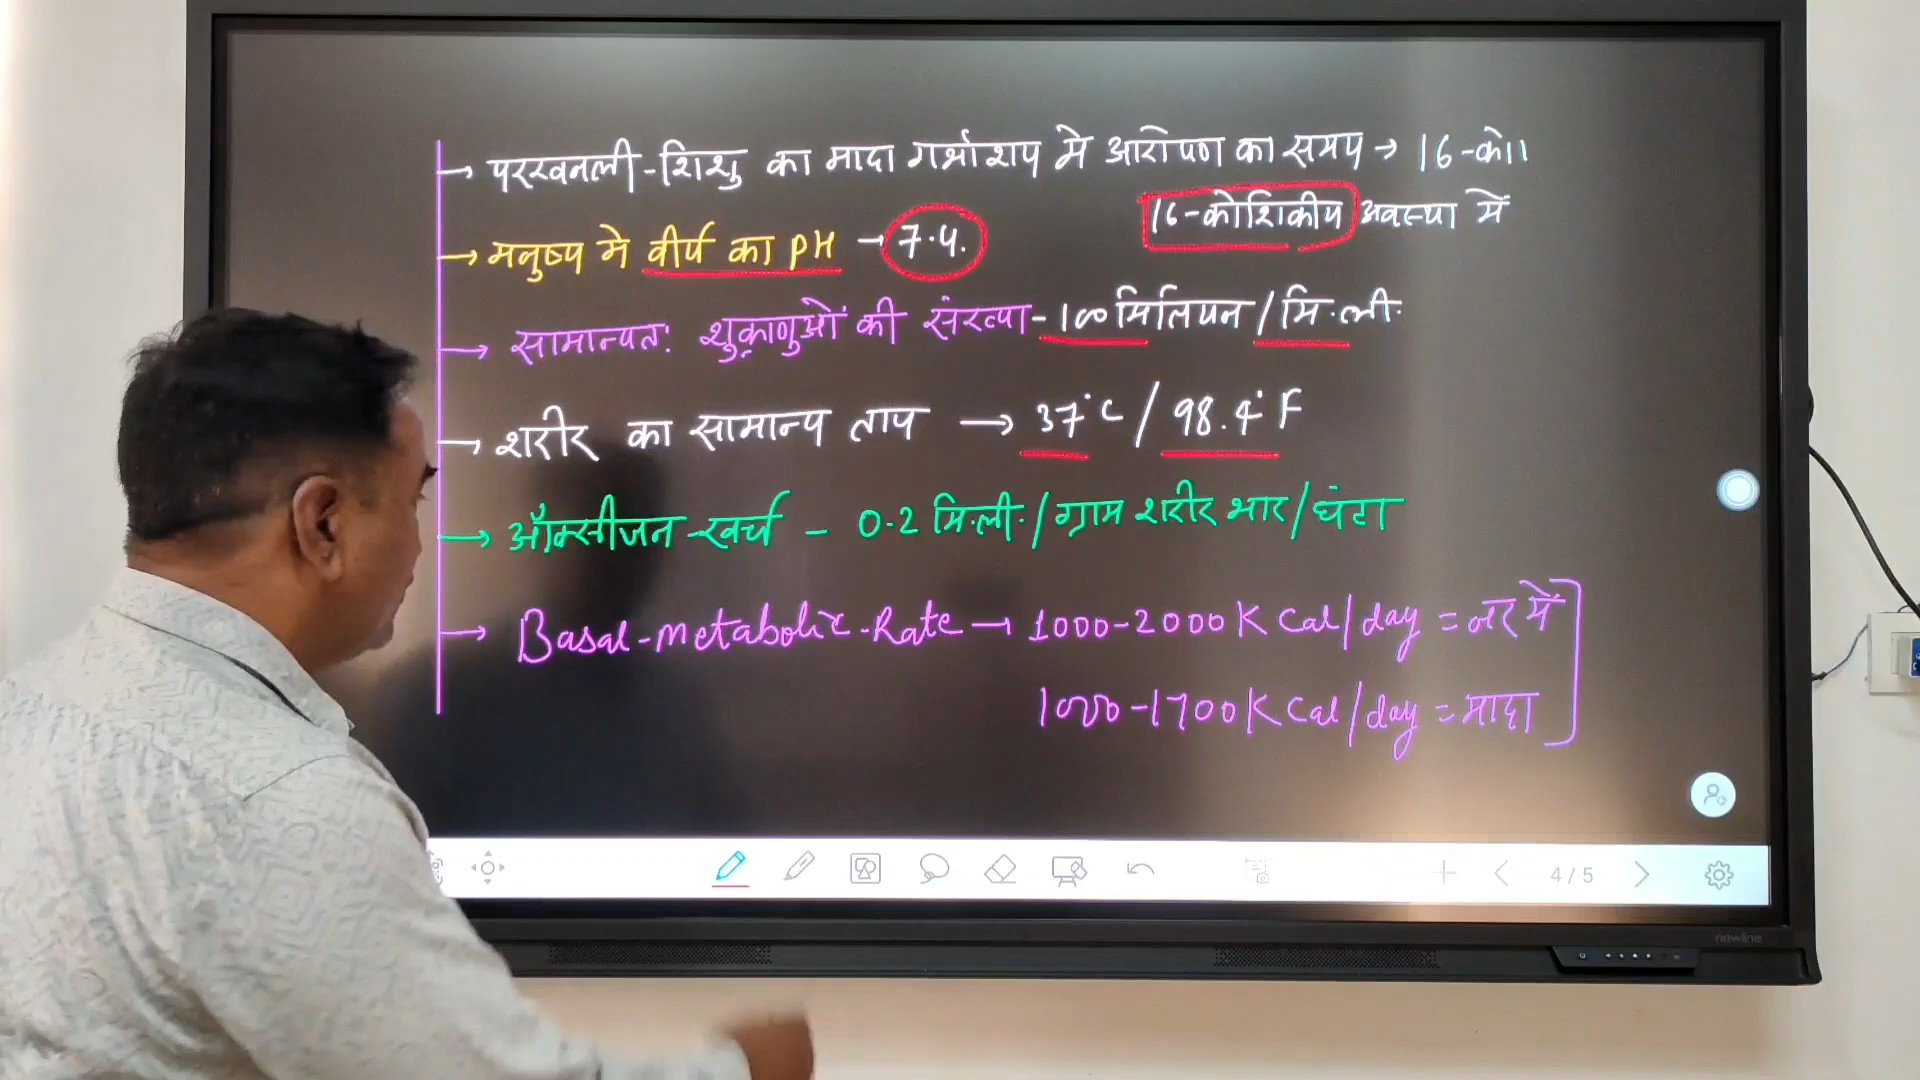 → परखनली-शिशु का मादा गर्भाशय मे आरोपण का समय → 16-को।।
16-कोशिकीय अवस्था में
→ मनुष्य मे वीर्य का PH → 7.4.
→ सामान्यतः शुक्राणुओं की संख्या - 100 मिलियन / मि.ली.
→ शरीर का सामान्य ताप → 37°C / 98.4°F
→ ऑक्सीजन-खर्च - 0.2 मि.ली. / ग्राम शरीर भार / घंटा
→ Basal-metabolic-Rate → 1000-2000 K Cal/day = नर में
1000-1700 K Cal/day = मादा
4 / 5
newline